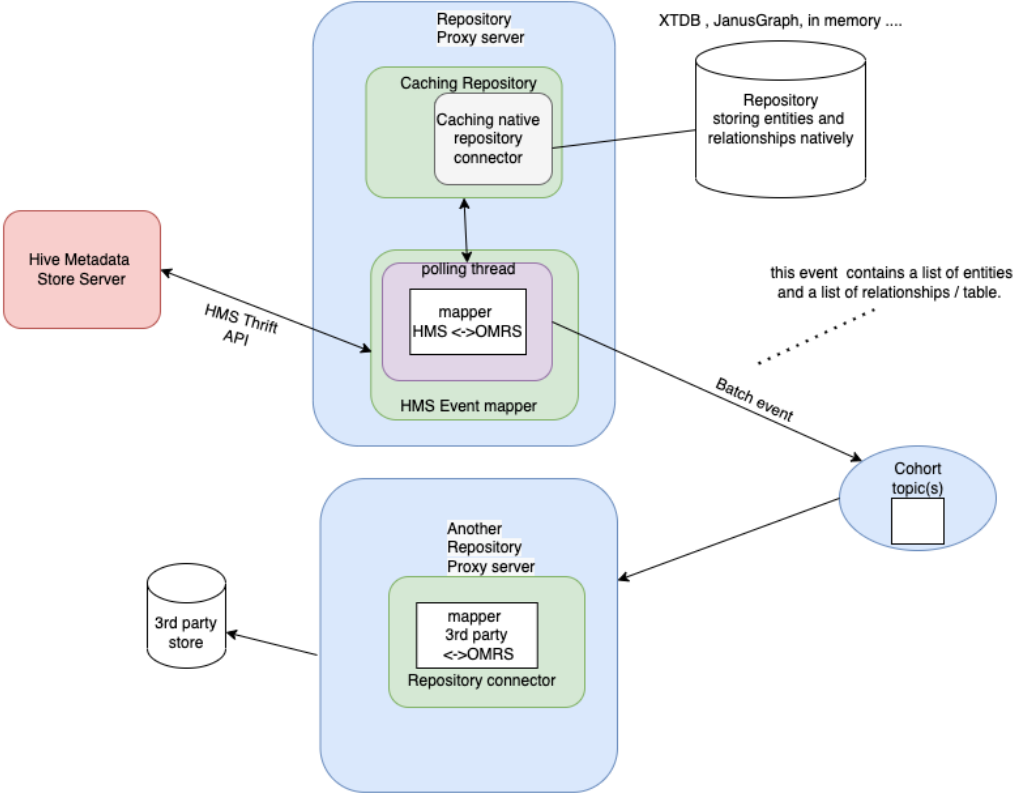 Repository
Proxy server
XTDB , JanusGraph, in memory ....
Caching Repository
Caching native
repository
connector
Repository
storing entities and
relationships natively
Hive Metadata
Store Server
HMS Thrift
API
polling thread
mapper
HMS <->OMRS
HMS Event mapper
this event  contains a list of entities
and a list of relationships / table.
Batch event
Cohort
topic(s)
Another
Repository
Proxy server
mapper
3rd party
<->OMRS
Repository connector
3rd party
store